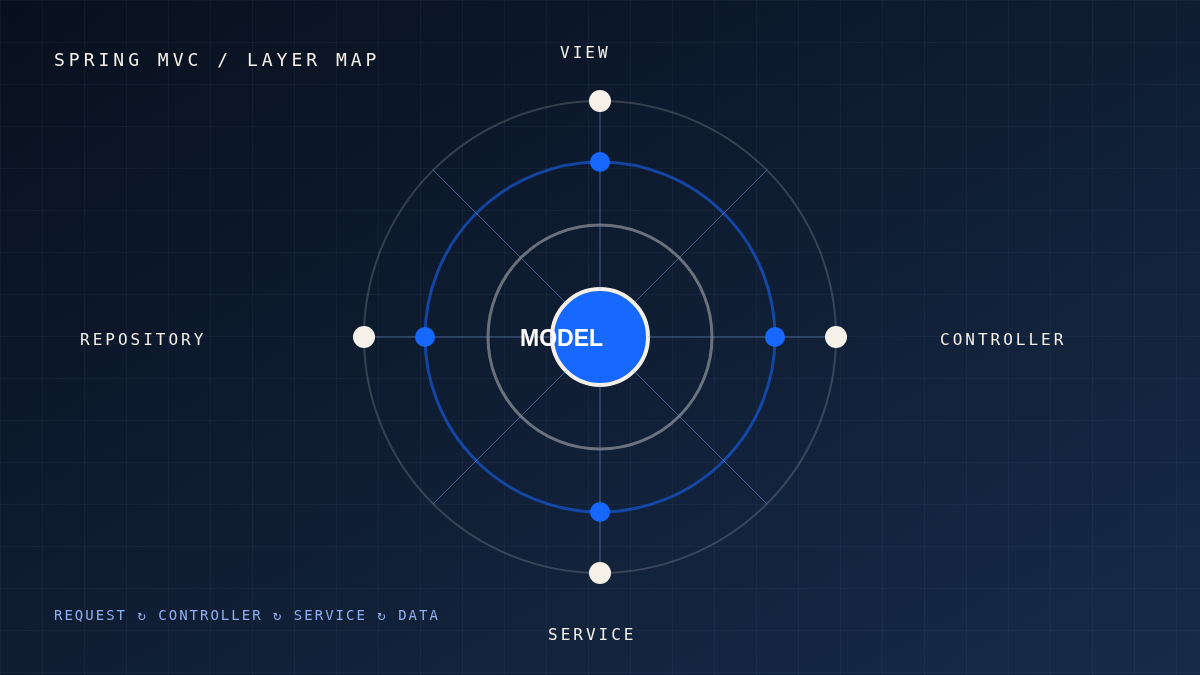 SPRING MVC / LAYER MAP
VIEW
REPOSITORY
MODEL
CONTROLLER
REQUEST ↻ CONTROLLER ↻ SERVICE ↻ DATA
SERVICE